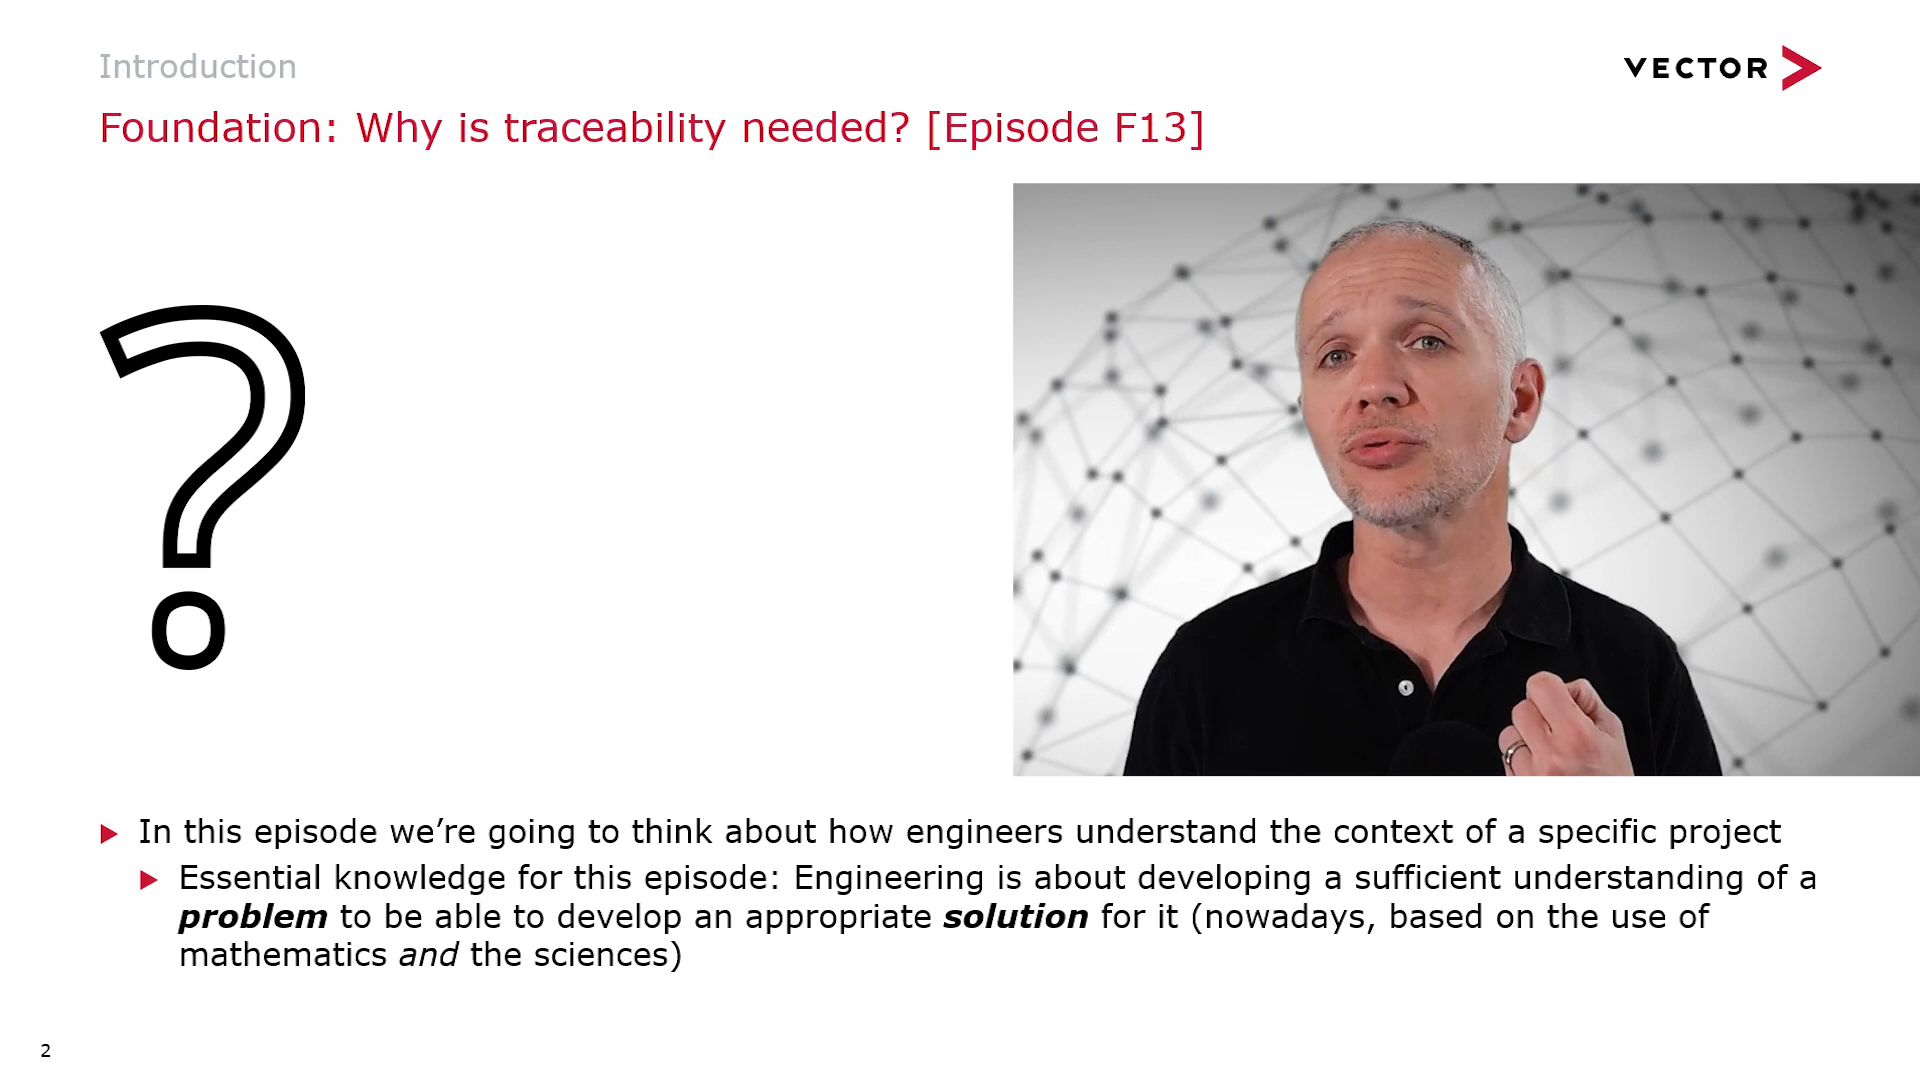 Introduction
VECTOR
Foundation: Why is traceability needed? [Episode F13]
?
In this episode we’re going to think about how engineers understand the context of a specific project
Essential knowledge for this episode: Engineering is about developing a sufficient understanding of a
problem to be able to develop an appropriate solution for it (nowadays, based on the use of
mathematics and the sciences)
2